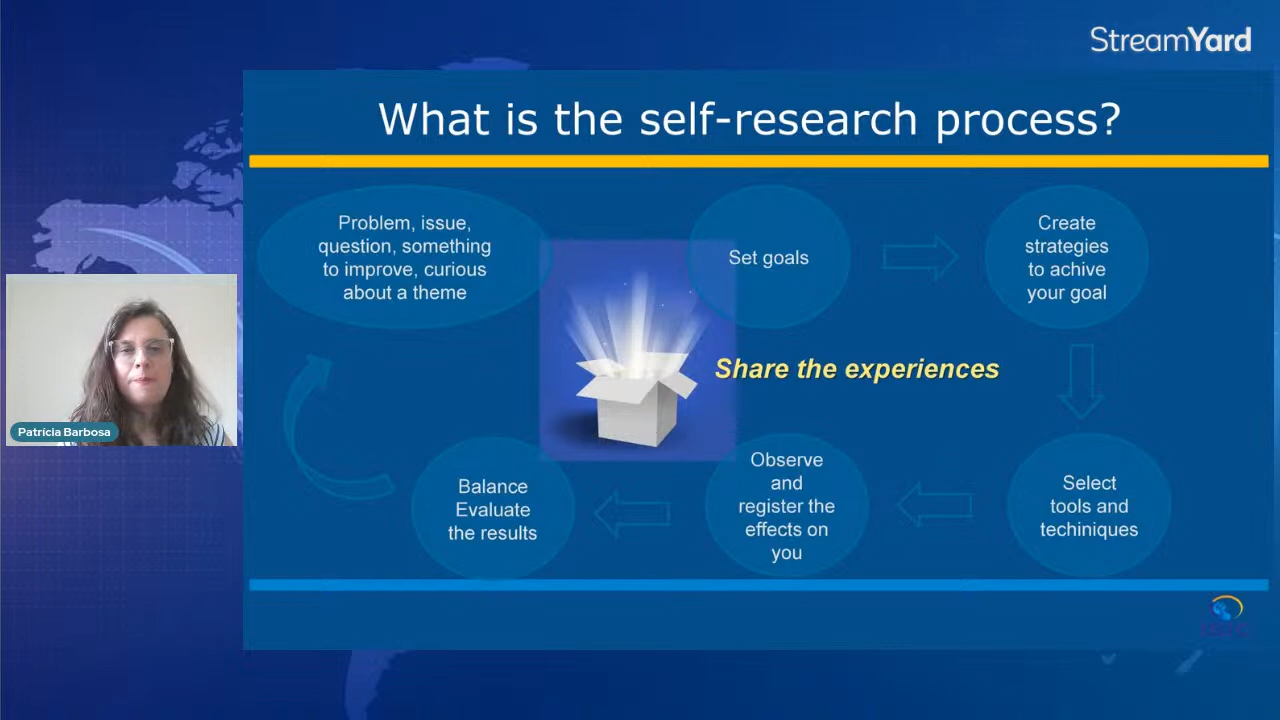 StreamYard
What is the self-research process?
Problem, issue,
question, something
to improve, curious
about a theme
Set goals
Create
strategies
to achive
your goal
Share the experiences
Patrícia Barbosa
Balance
Evaluate
the results
Observe
and
register the
effects on
you
Select
tools and
techiniques